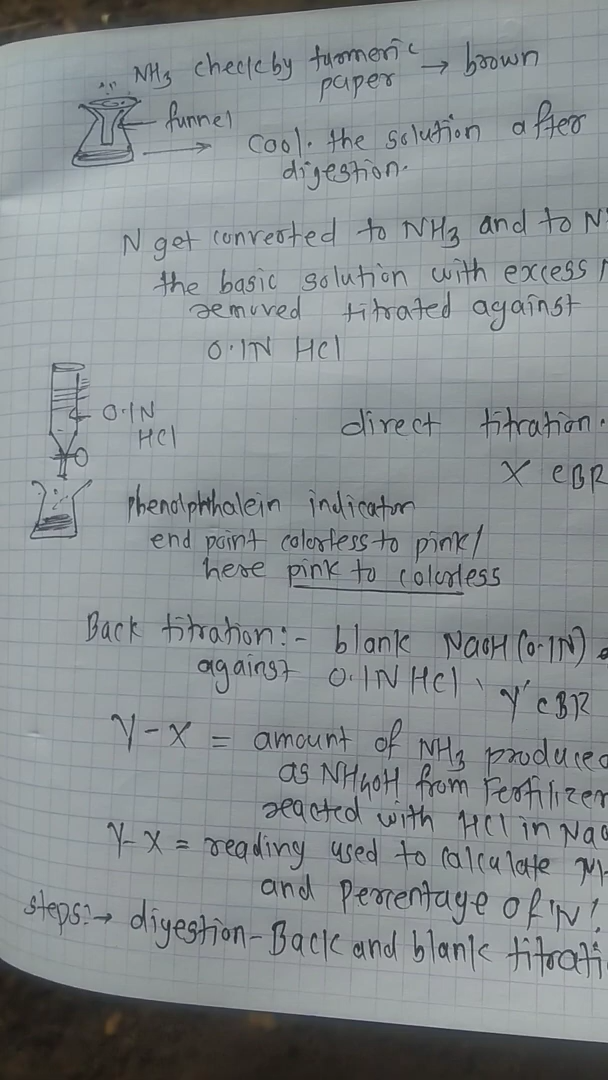 NH3 check by turmeric
paper → brown
funnel
→ cool. the solution after
digestion.
N get converted to NH3 and to
the basic solution with excess
removed titrated against
0.1N HCl
0.1N
HCl
direct titration.
X CBR
phenolphthalein indicator
end point colorless to pink/
here pink to colorless
Back titration:- blank NaOH (0.1N)
against 0.1N HCl Y CBR
Y-X = amount of NH3 produced
as NH4OH from Fertilizer
reacted with HCl in
Y-X = reading used to calculate
and Percentage of 'N!
steps:→ digestion-Back and blank